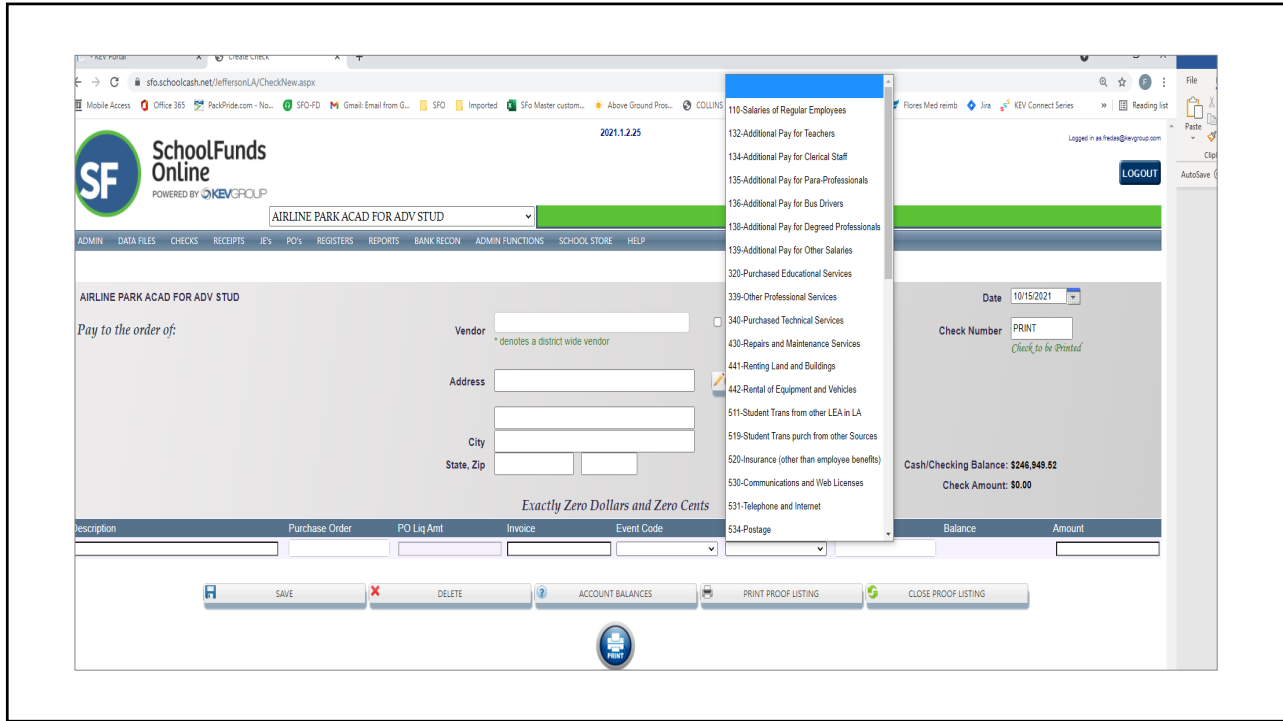 - KEV Portal
Create Check
sfo.schoolcash.net/JeffersonLA/CheckNew.aspx
File
Mobile Access Office 365 PackPride.com - No... SFO-FD Gmail: Email from G... SFO Imported SFo Master custom... Above Ground Pros... COLLINS Flores Med reimb Jira KEV Connect Series » Reading list
Paste
AutoSave
SF
SchoolFunds
Online
POWERED BY KEVGROUP
2021.1.2.25
Logged in as fredas@kevgroup.com
LOGOUT
AIRLINE PARK ACAD FOR ADV STUD
ADMIN DATA FILES CHECKS RECEIPTS JE's PO's REGISTERS REPORTS BANK RECON ADMIN FUNCTIONS SCHOOL STORE HELP
110-Salaries of Regular Employees
132-Additional Pay for Teachers
134-Additional Pay for Clerical Staff
135-Additional Pay for Para-Professionals
136-Additional Pay for Bus Drivers
138-Additional Pay for Degreed Professionals
139-Additional Pay for Other Salaries
320-Purchased Educational Services
339-Other Professional Services
340-Purchased Technical Services
430-Repairs and Maintenance Services
441-Renting Land and Buildings
442-Rental of Equipment and Vehicles
511-Student Trans from other LEA in LA
519-Student Trans purch from other Sources
520-Insurance (other than employee benefits)
530-Communications and Web Licenses
531-Telephone and Internet
534-Postage
AIRLINE PARK ACAD FOR ADV STUD
Date 10/15/2021
Pay to the order of:
Vendor
* denotes a district wide vendor
Check Number PRINT
Check to be Printed
Address
City
State, Zip
Cash/Checking Balance: $246,949.52
Check Amount: $0.00
Exactly Zero Dollars and Zero Cents
Description Purchase Order PO Liq Amt Invoice Event Code Balance Amount
SAVE DELETE ACCOUNT BALANCES PRINT PROOF LISTING CLOSE PROOF LISTING
PRINT